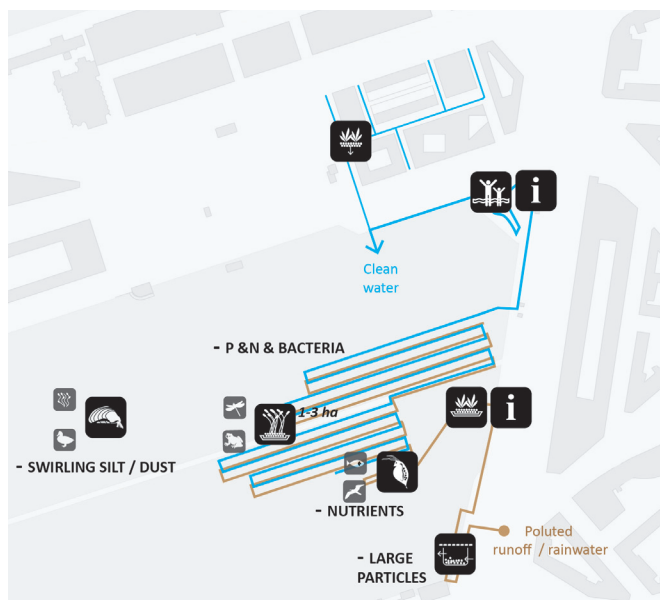 Clean
water
- P &N & BACTERIA
1-3 ha
- SWIRLING SILT / DUST
- NUTRIENTS
- LARGE
PARTICLES
Poluted
runoff / rainwater
i
i